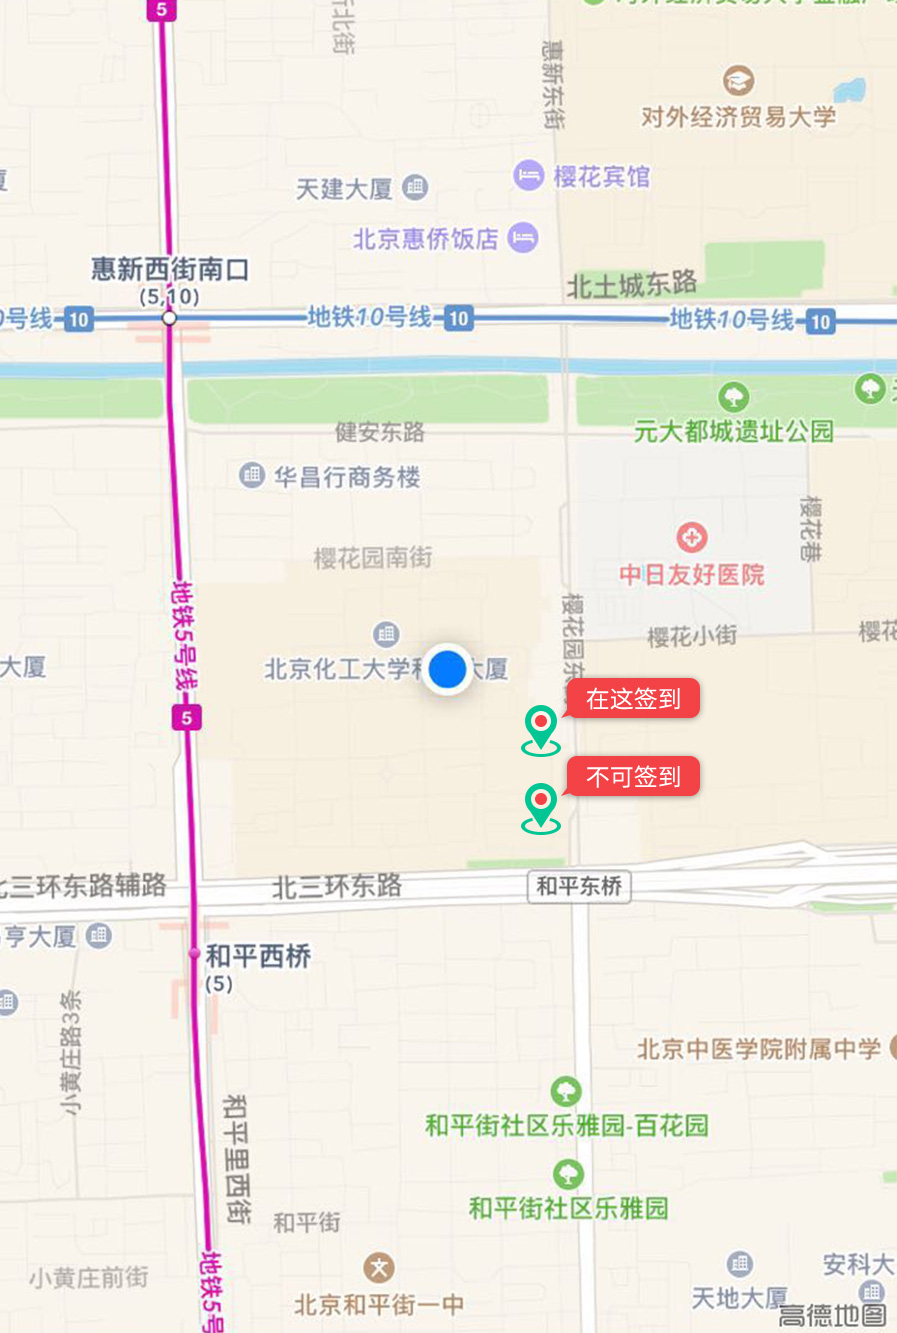 5
新北街
对外经济贸易大学
惠新东街
厦
天建大厦
樱花宾馆
北京惠侨饭店
惠新西街南口
(5,10)
北土城东路
0号线 10
地铁10号线 10
地铁10号线 10
元大都城遗址公园
健安东路
华昌行商务楼
樱花巷
樱花园南街
中日友好医院
樱花园东
樱花小街
樱花
地铁5号线
大厦
北京化工大学科
大厦
在这签到
5
不可签到
北三环东路辅路
北三环东路
和平东桥
亨大厦
和平西桥
(5)
小黄庄路3条
北京中医学院附属中学
和平里西街
和平街社区乐雅园-百花园
和平街社区乐雅园
和平街
小黄庄前街
地铁5号
北京和平街一中
安科大
天地大厦
高德地图